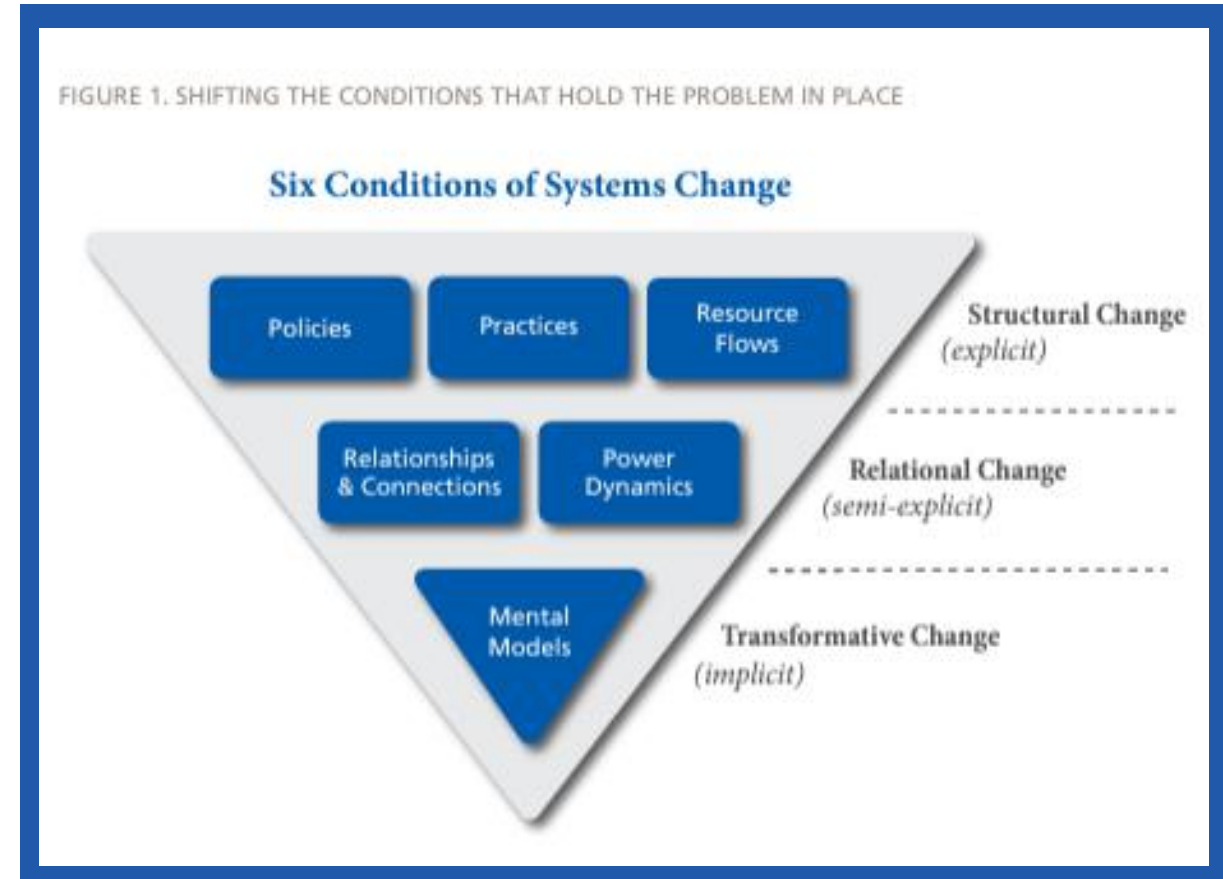 FIGURE 1. SHIFTING THE CONDITIONS THAT HOLD THE PROBLEM IN PLACE
Six Conditions of Systems Change
Policies
Practices
Resource
Flows
Structural Change
(explicit)
Relationships
& Connections
Power
Dynamics
Relational Change
(semi-explicit)
Mental
Models
Transformative Change
(implicit)